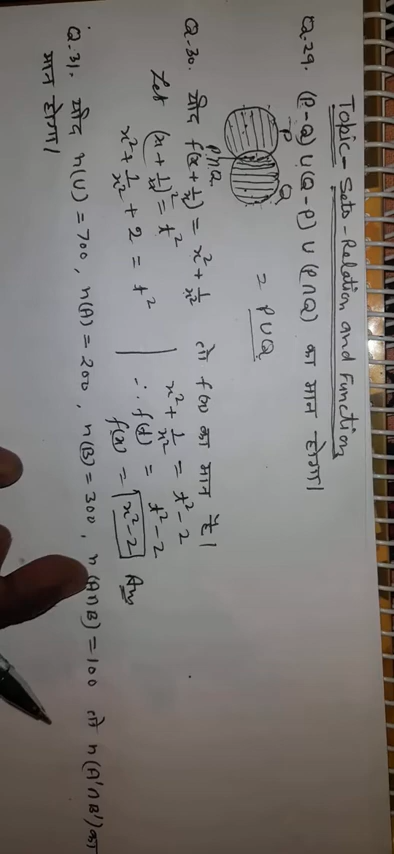 Topic - Sets - Relation and Functions
Q.29. (P-Q) ∪ (Q-P) ∪ (P∩Q) का मान होगा।
P Q
P∩Q
= P∪Q
Q.30. यदि f(x + 1/x) = x² + 1/x² तो f(x) का मान है।
Let (x + 1/x)² = t²
x² + 1/x² + 2 = t²
x² + 1/x² = t² - 2
∴ f(t) = t² - 2
f(x) = x² - 2 Ans
Q.31. यदि n(U) = 700, n(A) = 200, n(B) = 300, n(A∩B) = 100 तो n(A'∩B') का
मान होगा।